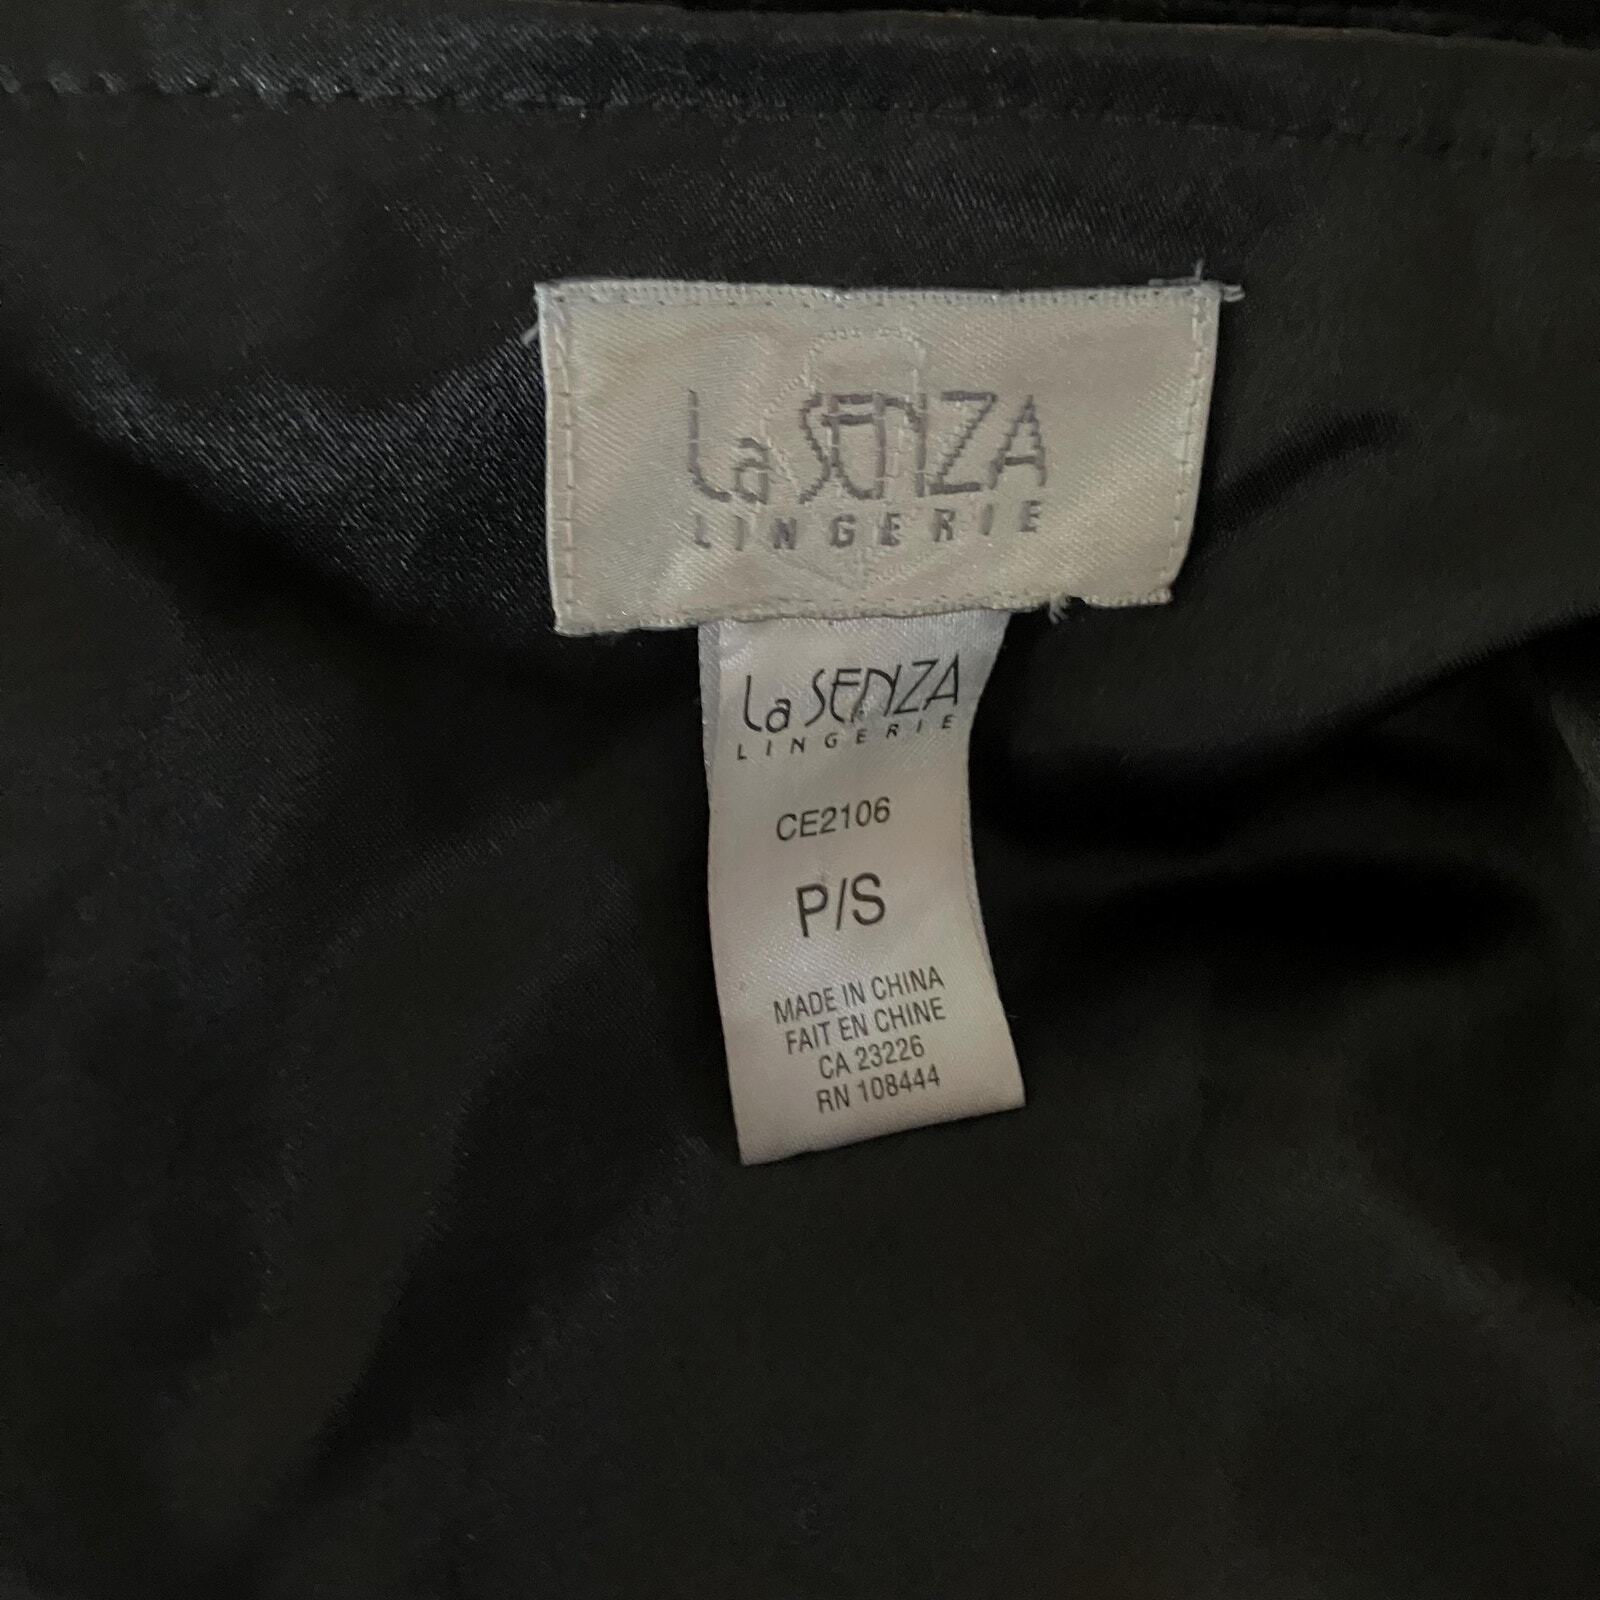 La SENZA
LINGERIE
La SENZA
LINGERIE
CE2106
P/S
MADE IN CHINA
FAIT EN CHINE
CA 23226
RN 108444